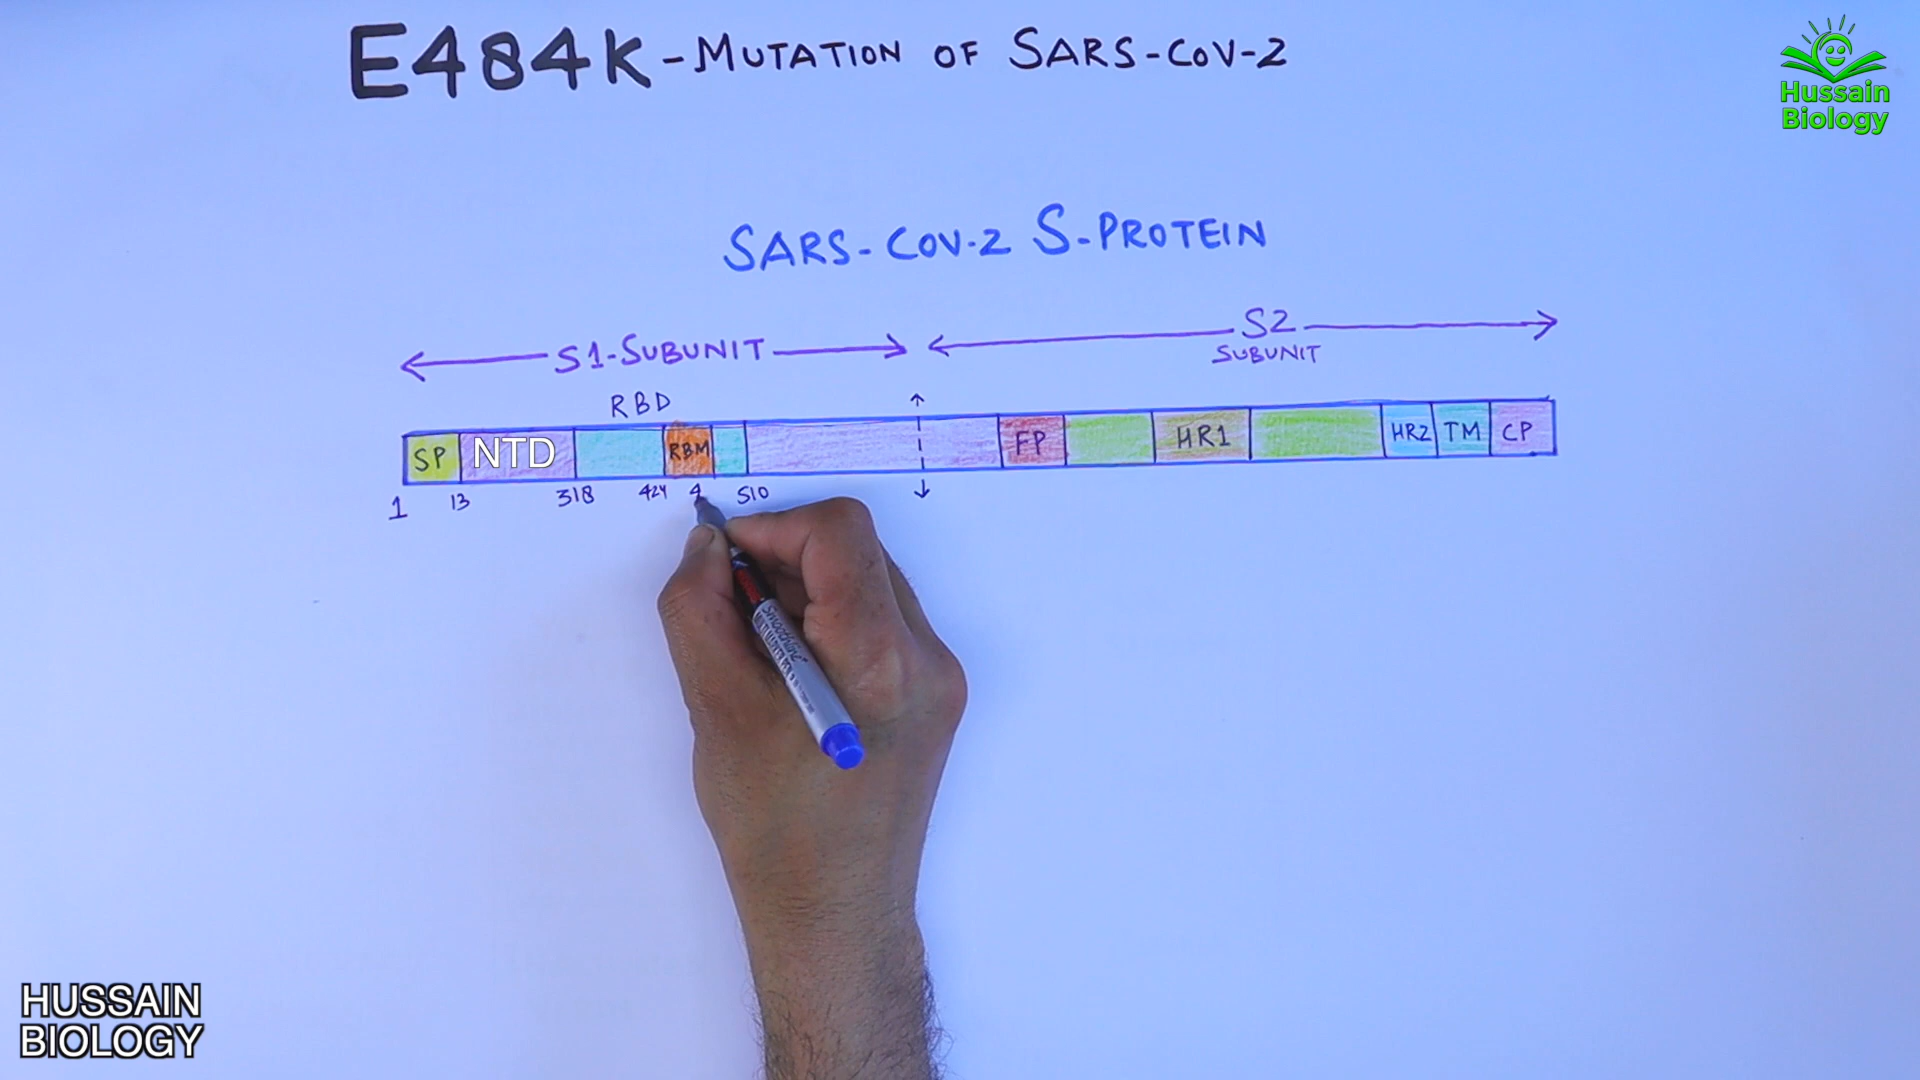 E484K - MUTATION OF SARS-COV-2
Hussain
Biology
SARS-COV-2 S-PROTEIN
S1-SUBUNIT
S2
SUBUNIT
RBD
SP NTD RBM FP HR1 HR2 TM CP
1 13 318 424 4 510
Smoothline
HUSSAIN
BIOLOGY